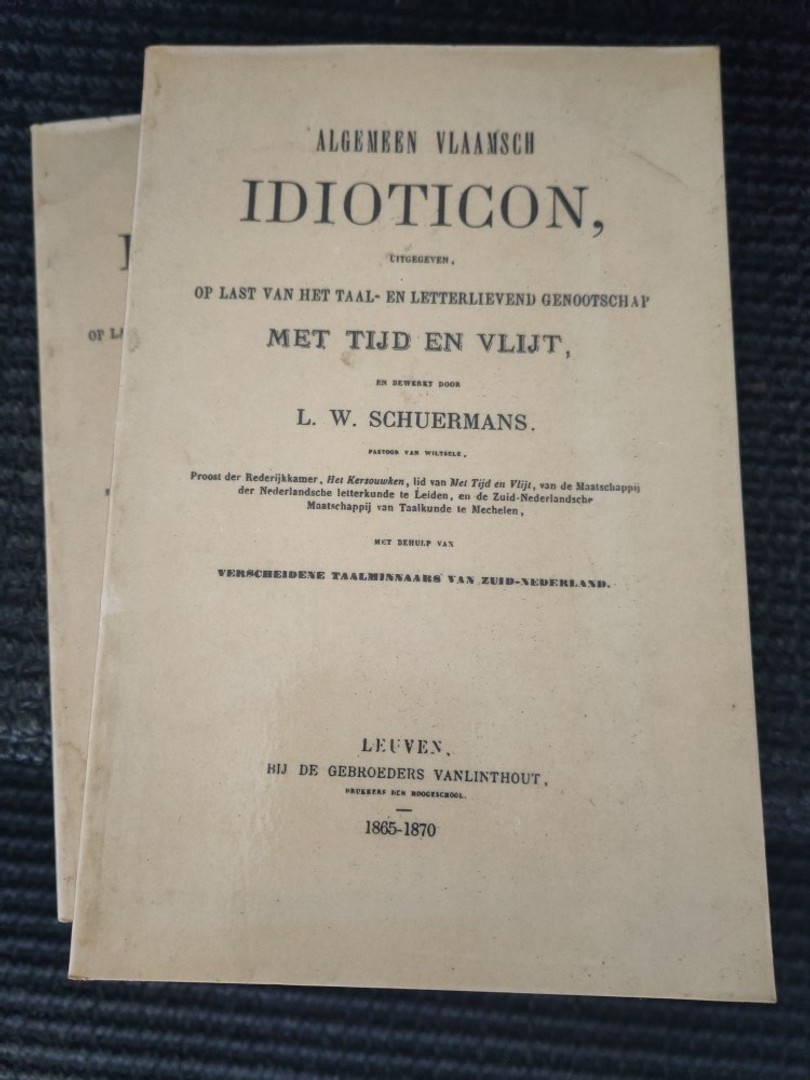 ALGEMEEN VLAAMSCH
IDIOTICON,
UITGEGEVEN,
OP LAST VAN HET TAAL- EN LETTERLIEVEND GENOOTSCHAP
MET TIJD EN VLIJT,
EN BEWERKT DOOR
L. W. SCHUERMANS.
PASTOOR VAN WILTSELE,
Proost der Rederijkkamer, Het Kersouwken, lid van Met Tijd en Vlijt, van de Maatschappij
der Nederlandsche letterkunde te Leiden, en de Zuid-Nederlandsche
Maatschappij van Taalkunde te Mechelen,
MET BEHULP VAN
VERSCHEIDENE TAALMINNAARS VAN ZUID-NEDERLAND.
LEUVEN,
BIJ DE GEBROEDERS VANLINTHOUT,
DRUKKERS DER HOOGESCHOOL.
1865-1870
OP LA